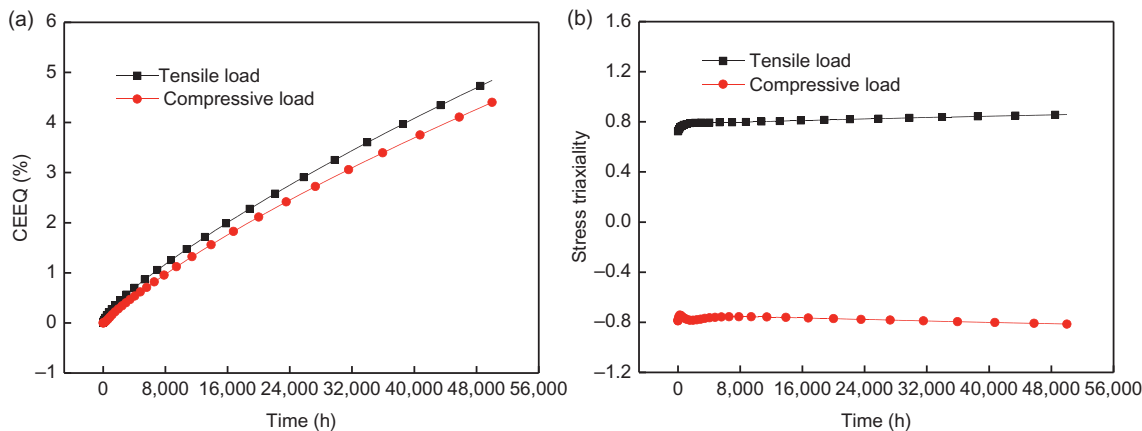 (a)
6
5
4
3
2
1
0
–1
CEEQ (%)
Tensile load
Compressive load
0 8,000 16,000 24,000 32,000 40,000 48,000 56,000
Time (h)
(b)
1.6
1.2
0.8
0.4
0.0
–0.4
–0.8
–1.2
Stress triaxiality
Tensile load
Compressive load
0 8,000 16,000 24,000 32,000 40,000 48,000 56,000
Time (h)